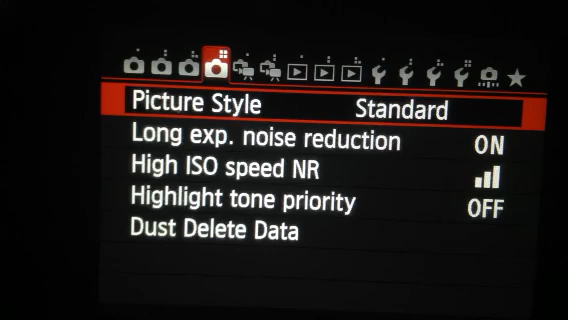 Picture Style Standard
Long exp. noise reduction ON
High ISO speed NR
Highlight tone priority OFF
Dust Delete Data